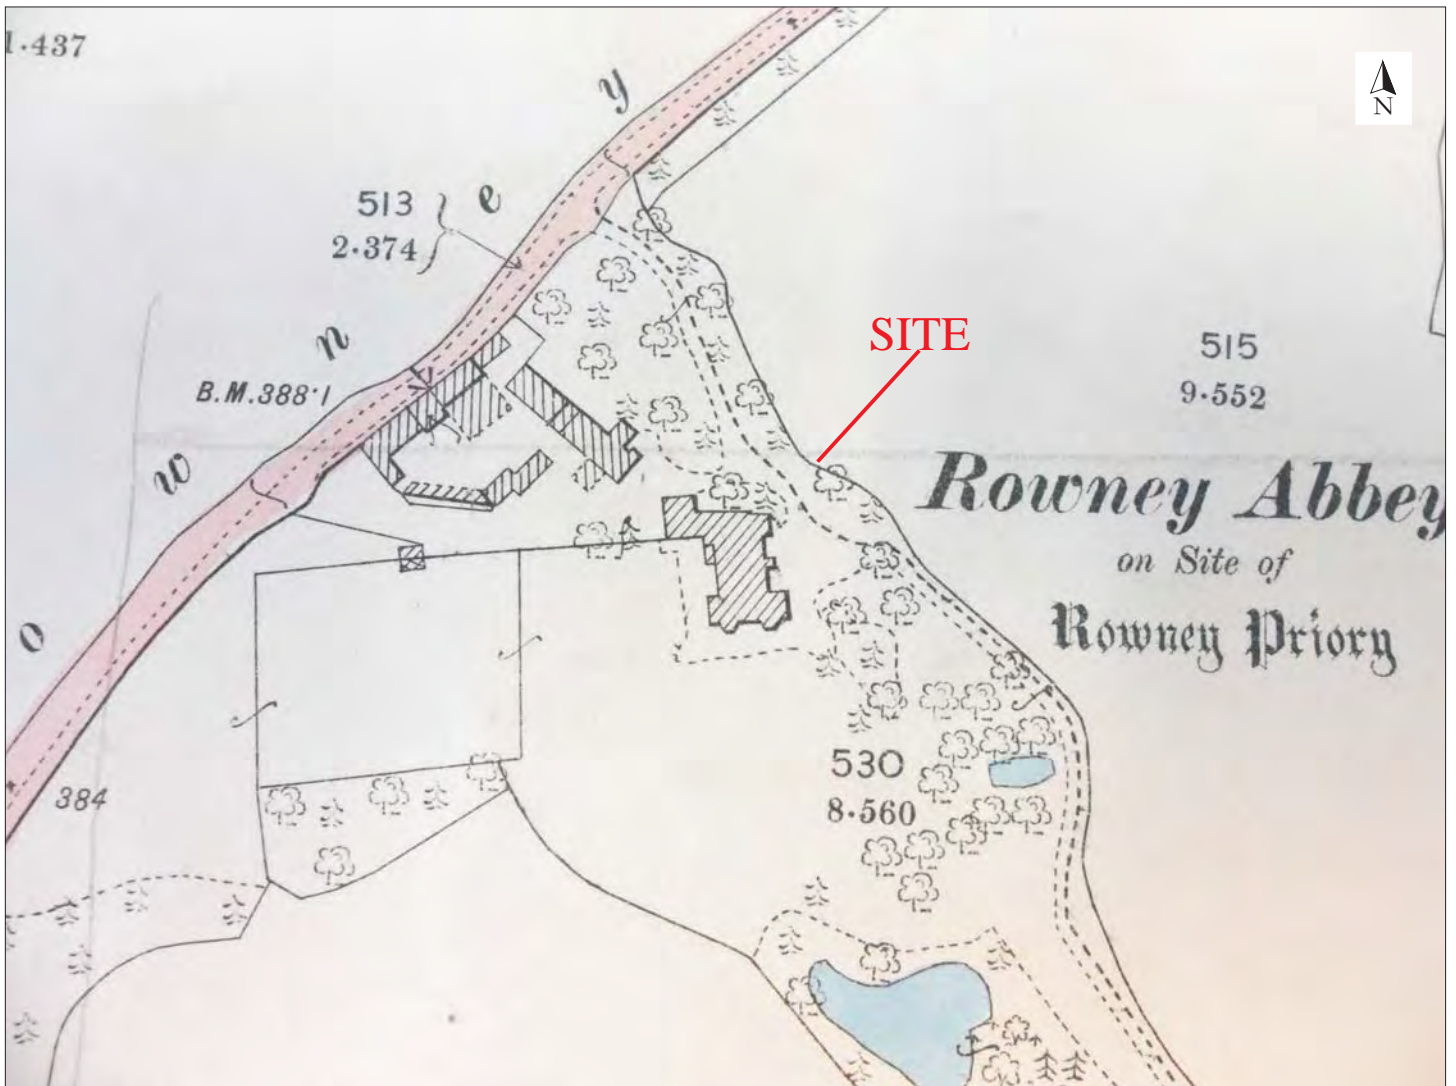 1.437
N
y
e
n
w
o
513
2.374
SITE
515
9.552
B.M.388.1
Rowney Abbey
on Site of
Rowney Priory
530
8.560
384